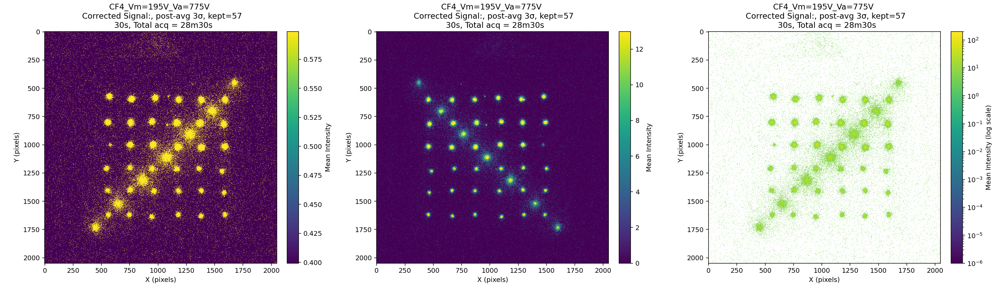 CF4_Vm=195V_Va=775V
Corrected Signal:, post-avg 3σ, kept=57
30s, Total acq = 28m30s
0
250
500
750
1000
1250
1500
1750
2000
Y (pixels)
0 250 500 750 1000 1250 1500 1750 2000
X (pixels)
0.575
0.550
0.525
0.500
0.475
0.450
0.425
0.400
Mean Intensity
CF4_Vm=195V_Va=775V
Corrected Signal:, post-avg 3σ, kept=57
30s, Total acq = 28m30s
0
250
500
750
1000
1250
1500
1750
2000
Y (pixels)
0 250 500 750 1000 1250 1500 1750 2000
X (pixels)
12
10
8
6
4
2
0
Mean Intensity
CF4_Vm=195V_Va=775V
Corrected Signal:, post-avg 3σ, kept=57
30s, Total acq = 28m30s
0
250
500
750
1000
1250
1500
1750
2000
Y (pixels)
0 250 500 750 1000 1250 1500 1750 2000
X (pixels)
10²
10¹
10⁰
10⁻¹
10⁻²
10⁻³
10⁻⁴
10⁻⁵
10⁻⁶
Mean Intensity (log scale)